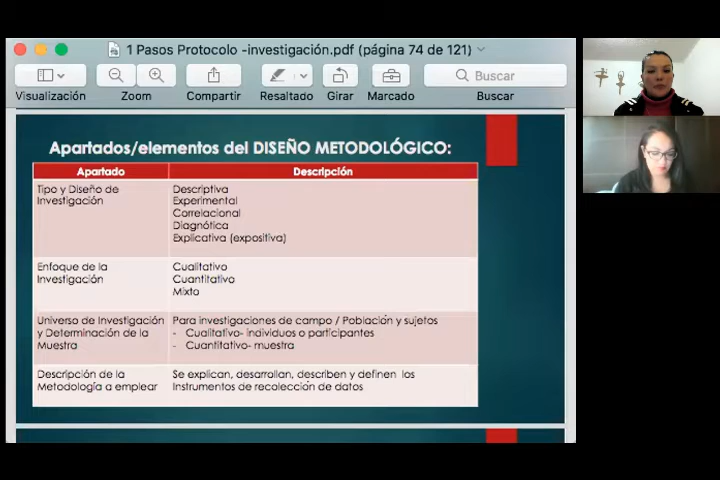 1 Pasos Protocolo -investigación.pdf (página 74 de 121)
Visualización
Zoom
Compartir
Resaltado
Girar
Marcado
Buscar
Buscar
Apartados/elementos del DISEÑO METODOLÓGICO:
Apartado
Descripción
Tipo y Diseño de
Investigación
Descriptiva
Experimental
Correlacional
Diagnótica
Explicativa (expositiva)
Enfoque de la
Investigación
Cualitativo
Cuantitativo
Mixto
Universo de Investigación
y Determinación de la
Muestra
Para investigaciones de campo / Población y sujetos
- Cualitativo- individuos o participantes
- Cuantitativo- muestra
Descripción de la
Metodología a emplear
Se explican, desarrollan, describen y definen los
Instrumentos de recolección de datos